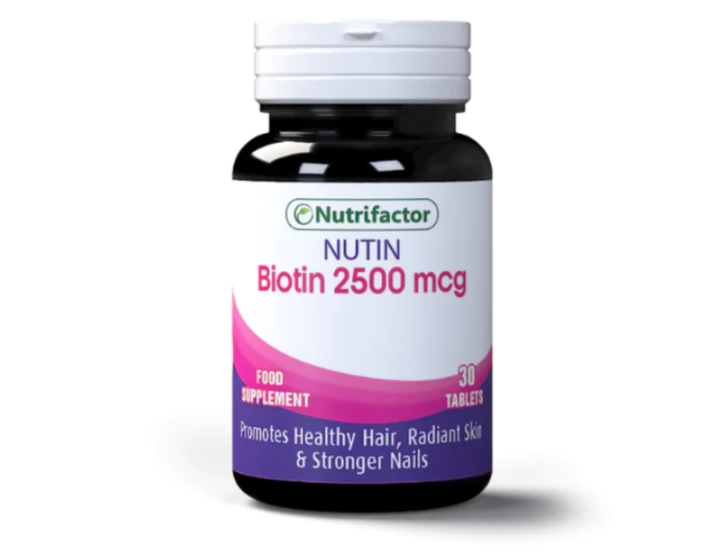 Nutrifactor
NUTIN
Biotin 2500 mcg
FOOD
SUPPLEMENT
30
TABLETS
Promotes Healthy Hair, Radiant Skin
& Stronger Nails